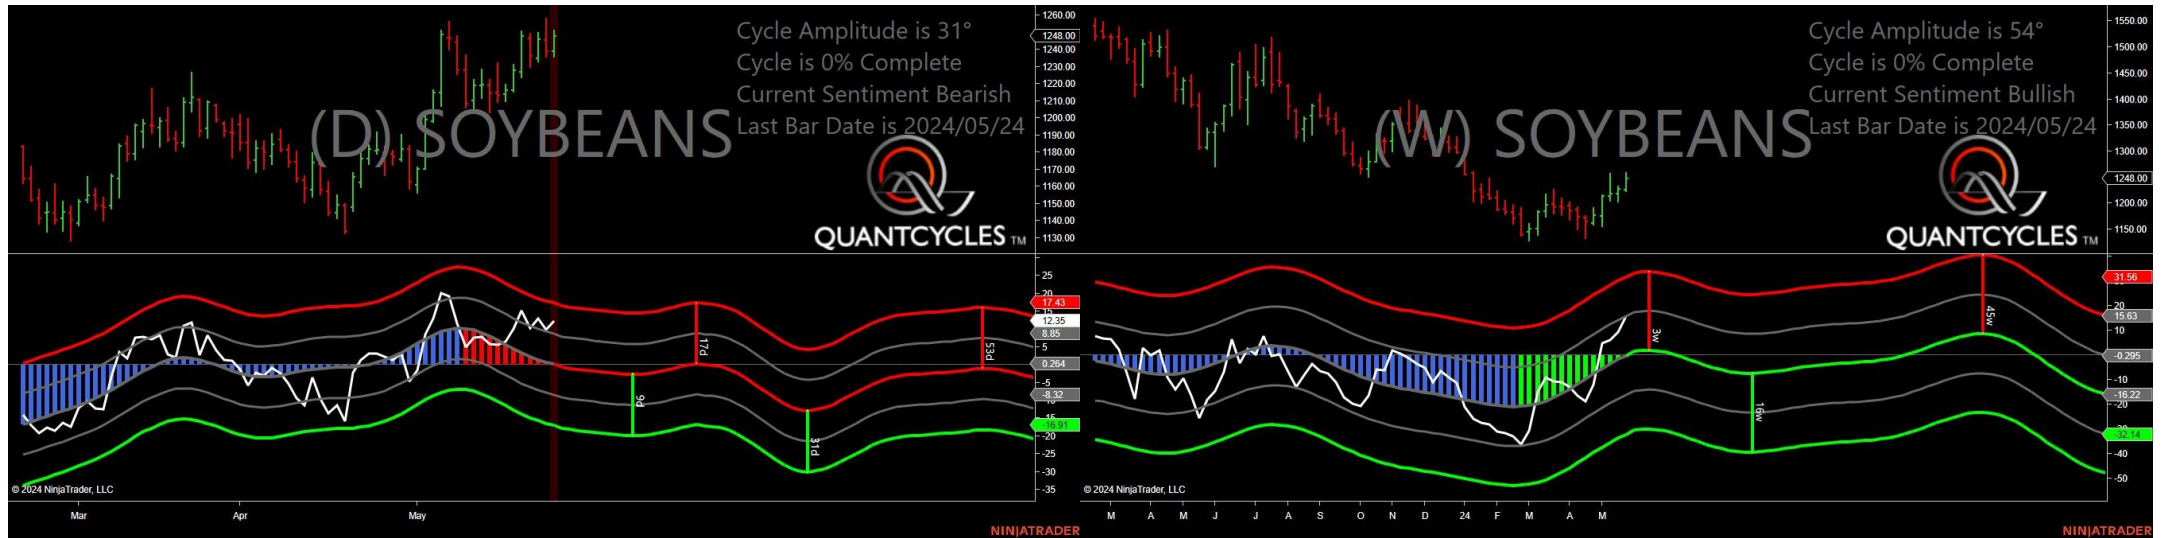 Cycle Amplitude is 31°
Cycle is 0% Complete
Current Sentiment Bearish
Last Bar Date is 2024/05/24
(D) SOYBEANS
QUANTCYCLES TM
1260.00
1248.00
1240.00
1230.00
1220.00
1210.00
1200.00
1190.00
1180.00
1170.00
1160.00
1150.00
1140.00
1130.00
25
20
17.43
12.35
8.85
5
0.264
-5
-8.32
-16.91
-20
-25
-30
-35
9d
17d
31d
53d
© 2024 NinjaTrader, LLC
Mar Apr May
NINJATRADER
Cycle Amplitude is 54°
Cycle is 0% Complete
Current Sentiment Bullish
Last Bar Date is 2024/05/24
(W) SOYBEANS
QUANTCYCLES TM
1550.00
1500.00
1450.00
1400.00
1350.00
1300.00
1248.00
1200.00
1150.00
31.56
20
15.63
10
-0.295
-10
-16.22
-20
-32.14
-40
-50
3w
16w
45w
© 2024 NinjaTrader, LLC
M A M J J A S O N D 24 F M A M
NINJATRADER